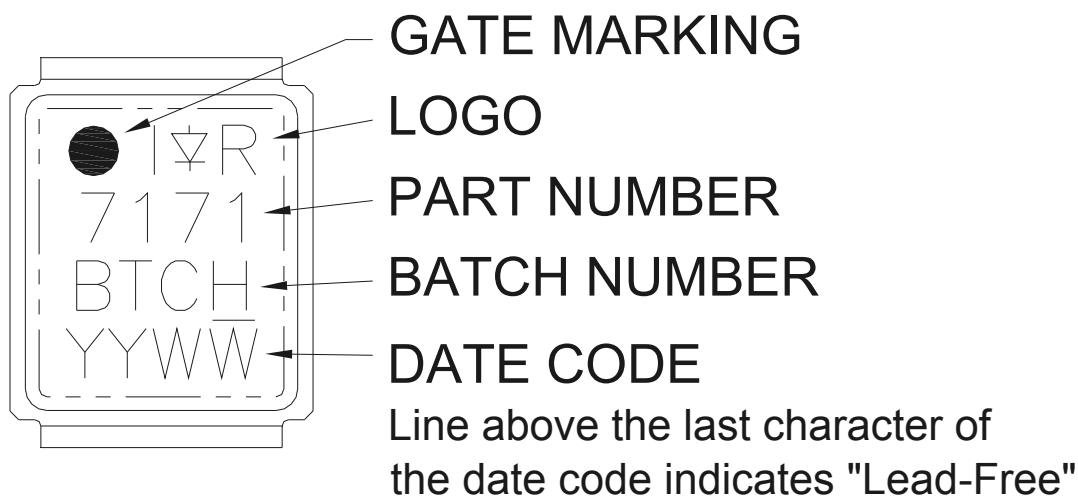 GATE MARKING
I R
LOGO
7171
PART NUMBER
BTCH
BATCH NUMBER
YYWW
DATE CODE
Line above the last character of
the date code indicates "Lead-Free"